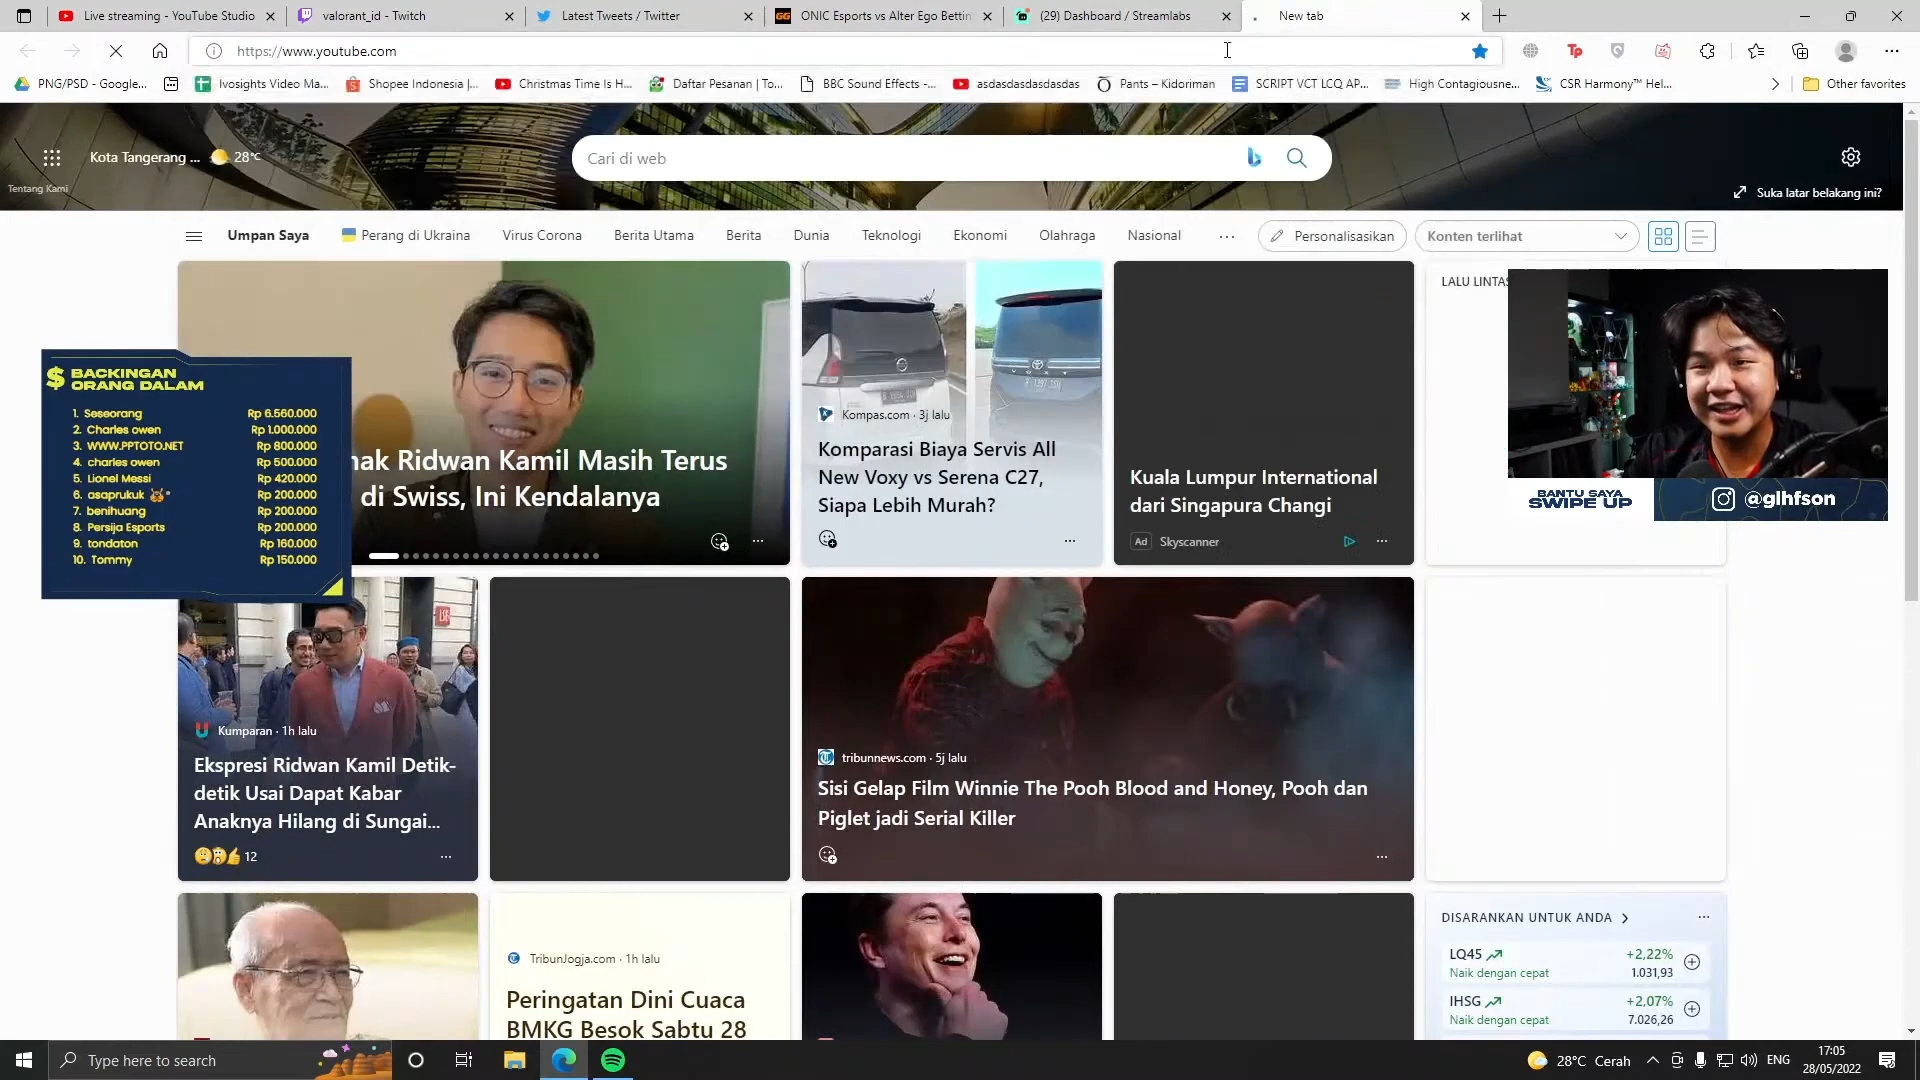 Live streaming - YouTube Studio
valorant_id - Twitch
Latest Tweets / Twitter
ONIC Esports vs Alter Ego Bettin
(29) Dashboard / Streamlabs
New tab
https://www.youtube.com
PNG/PSD - Google...
Ivosights Video Ma...
Shopee Indonesia |...
Christmas Time Is H...
Daftar Pesanan | To...
BBC Sound Effects -...
asdasdasdasdasdas
Pants – Kidoriman
SCRIPT VCT LCQ AP...
High Contagiousne...
CSR Harmony™ Hel...
Other favorites
Kota Tangerang ...
28°C
Cari di web
Tentang Kami
Suka latar belakang ini?
Umpan Saya
Perang di Ukraina
Virus Corona
Berita Utama
Berita
Dunia
Teknologi
Ekonomi
Olahraga
Nasional
Personalisasikan
Konten terlihat
$ BACKINGAN
ORANG DALAM
1. Seseorang Rp 6.560.000
2. Charles owen Rp 1.000.000
3. WWW.PPTOTO.NET Rp 800.000
4. charles owen Rp 500.000
5. Lionel Messi Rp 420.000
6. asaprukuk Rp 200.000
7. benihuang Rp 200.000
8. Persija Esports Rp 200.000
9. tondaton Rp 160.000
10. Tommy Rp 150.000
nak Ridwan Kamil Masih Terus
di Swiss, Ini Kendalanya
Kompas.com · 3j lalu
Komparasi Biaya Servis All
New Voxy vs Serena C27,
Siapa Lebih Murah?
Kuala Lumpur International
dari Singapura Changi
Ad Skyscanner
LALU LINTAS
BANTU SAYA
SWIPE UP
@glhfson
LSE
Kumparan · 1h lalu
Ekspresi Ridwan Kamil Detik-
detik Usai Dapat Kabar
Anaknya Hilang di Sungai...
12
tribunnews.com · 5j lalu
Sisi Gelap Film Winnie The Pooh Blood and Honey, Pooh dan
Piglet jadi Serial Killer
TribunJogja.com · 1h lalu
Peringatan Dini Cuaca
BMKG Besok Sabtu 28
DISARANKAN UNTUK ANDA
LQ45 +2,22%
Naik dengan cepat 1.031,93
IHSG +2,07%
Naik dengan cepat 7.026,26
Type here to search
28°C Cerah
ENG
17:05
28/05/2022